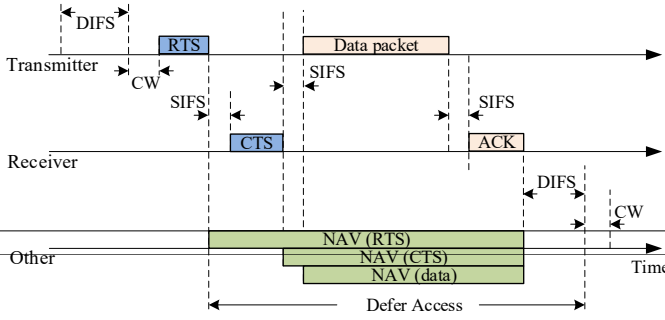 DIFS
RTS
Data packet
Transmitter
CW
SIFS
SIFS
SIFS
CTS
ACK
Receiver
DIFS
CW
NAV (RTS)
Other
NAV (CTS)
Time
NAV (data)
Defer Access